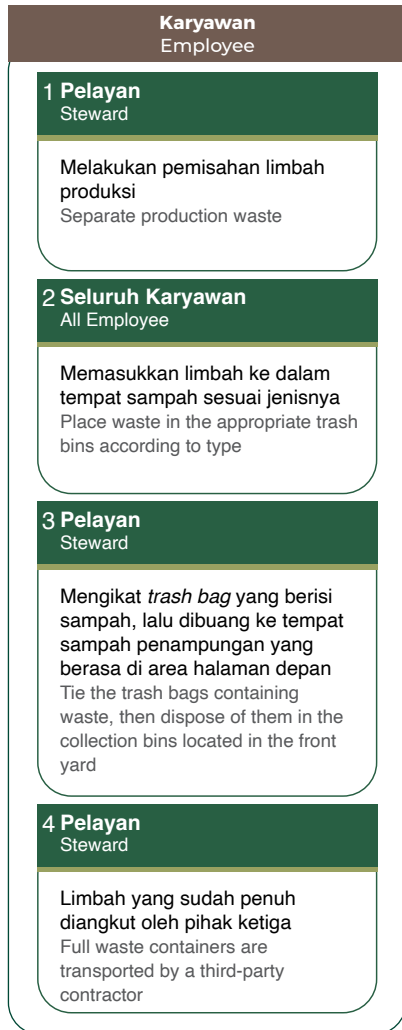 Karyawan
Employee
1 Pelayan
Steward
Melakukan pemisahan limbah
produksi
Separate production waste
2 Seluruh Karyawan
All Employee
Memasukkan limbah ke dalam
tempat sampah sesuai jenisnya
Place waste in the appropriate trash
bins according to type
3 Pelayan
Steward
Mengikat trash bag yang berisi
sampah, lalu dibuang ke tempat
sampah penampungan yang
berasa di area halaman depan
Tie the trash bags containing
waste, then dispose of them in the
collection bins located in the front
yard
4 Pelayan
Steward
Limbah yang sudah penuh
diangkut oleh pihak ketiga
Full waste containers are
transported by a third-party
contractor